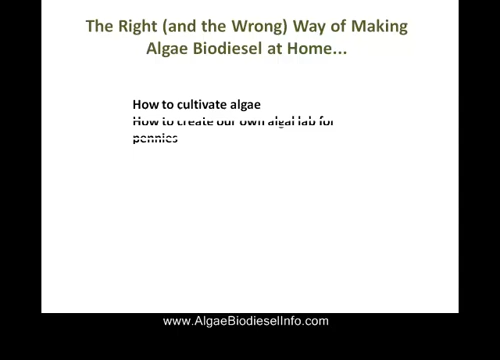 The Right (and the Wrong) Way of Making
Algae Biodiesel at Home...
How to cultivate algae
How to create our own algal lab for
pennies
www.AlgaeBiodieselInfo.com